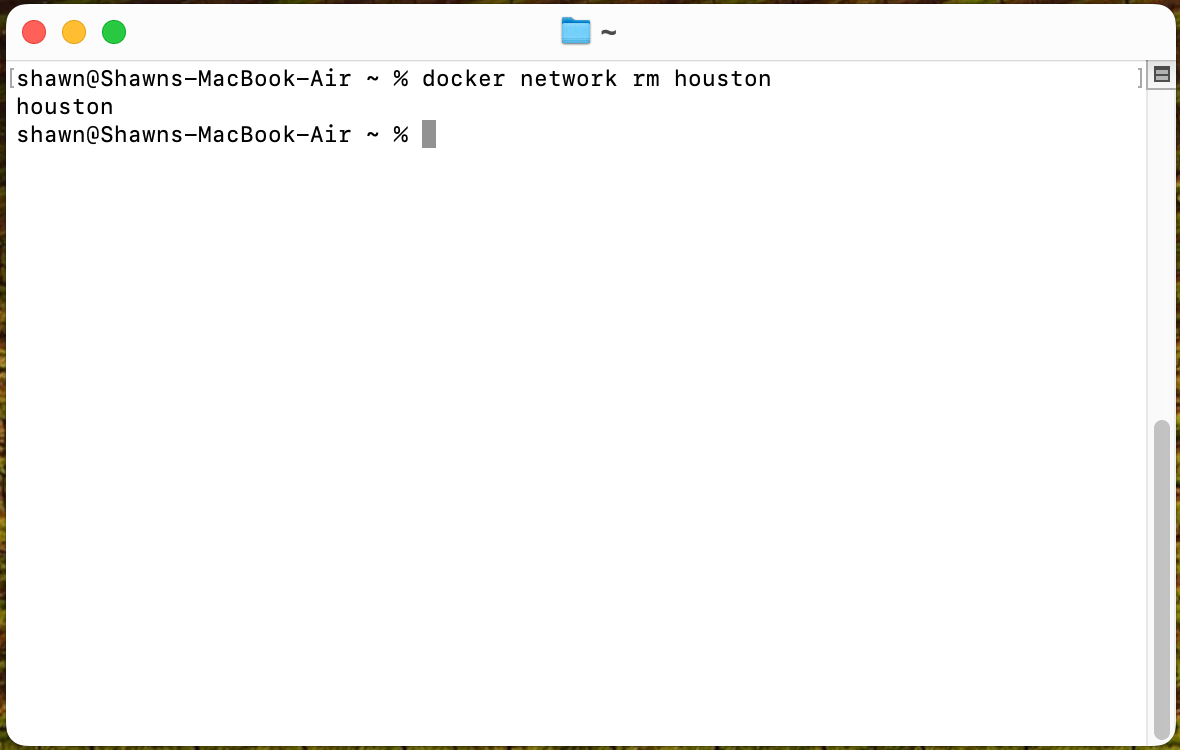 ~
[shawn@Shawns-MacBook-Air ~ % docker network rm houston ]
houston
shawn@Shawns-MacBook-Air ~ %